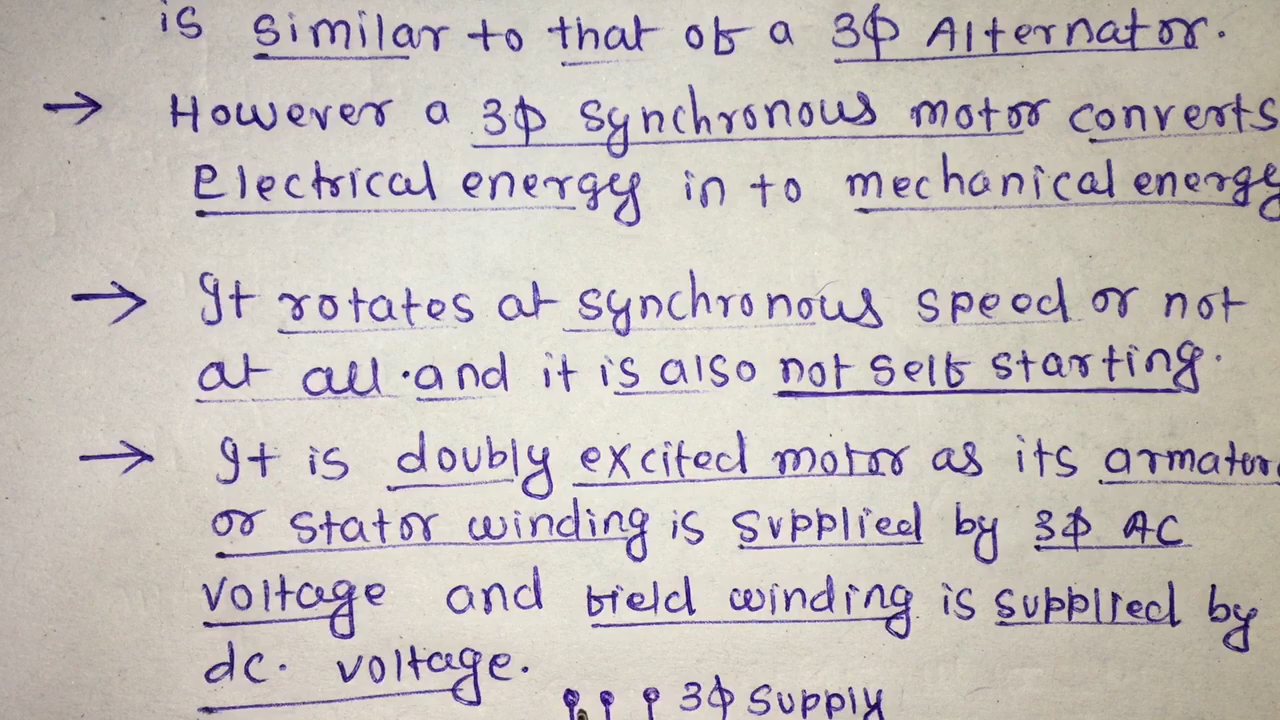 is similar to that of a 3ϕ Alternator.
→ However a 3ϕ synchronous motor converts
Electrical energy in to mechanical energy
→ It rotates at synchronous speed or not
at all. and it is also not self starting.
→ It is doubly excited motor as its armator
or stator winding is supplied by 3ϕ AC
voltage and field winding is supplied by
dc. voltage.
3ϕ supply